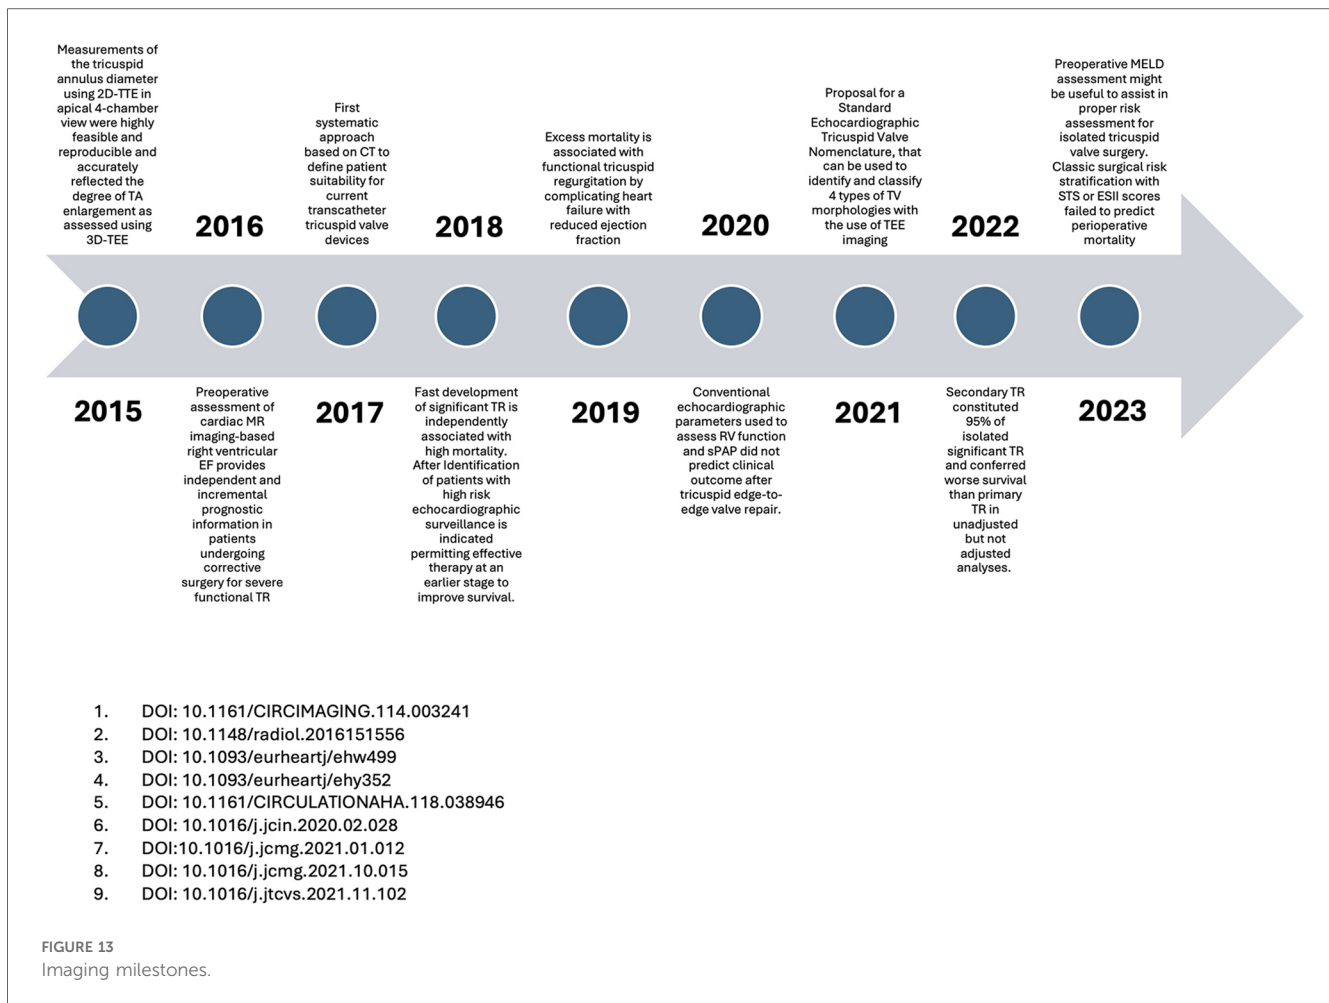 Measurements of
the tricuspid
annulus diameter
using 2D-TTE in
apical 4-chamber
view were highly
feasible and
reproducible and
accurately
reflected the
degree of TA
enlargement as
assessed using
3D-TEE
2015
2016
Preoperative
assessment of
cardiac MR
imaging-based
right ventricular
EF provides
independent and
incremental
prognostic
information in
patients
undergoing
corrective
surgery for severe
functional TR
First
systematic
approach
based on CT to
define patient
suitability for
current
transcatheter
tricuspid valve
devices
2017
2018
Fast development
of significant TR is
independently
associated with
high mortality.
After Identification
of patients with
high risk
echocardiographic
surveillance is
indicated
permitting effective
therapy at an
earlier stage to
improve survival.
Excess mortality is
associated with
functional tricuspid
regurgitation by
complicating heart
failure with
reduced ejection
fraction
2019
2020
Conventional
echocardiographic
parameters used to
assess RV function
and sPAP did not
predict clinical
outcome after
tricuspid edge-to-
edge valve repair.
Proposal for a
Standard
Echocardiographic
Tricuspid Valve
Nomenclature, that
can be used to
identify and classify
4 types of TV
morphologies with
the use of TEE
imaging
2021
2022
Secondary TR
constituted
95% of
isolated
significant TR
and conferred
worse survival
than primary
TR in
unadjusted
but not
adjusted
analyses.
Preoperative MELD
assessment might
be useful to assist in
proper risk
assessment for
isolated tricuspid
valve surgery.
Classic surgical risk
stratification with
STS or ESII scores
failed to predict
perioperative
mortality
2023
1. DOI: 10.1161/CIRCIMAGING.114.003241
2. DOI: 10.1148/radiol.2016151556
3. DOI: 10.1093/eurheartj/ehw499
4. DOI: 10.1093/eurheartj/ehy352
5. DOI: 10.1161/CIRCULATIONAHA.118.038946
6. DOI: 10.1016/j.jcin.2020.02.028
7. DOI:10.1016/j.jcmg.2021.01.012
8. DOI: 10.1016/j.jcmg.2021.10.015
9. DOI: 10.1016/j.jtcvs.2021.11.102
FIGURE 13
Imaging milestones.